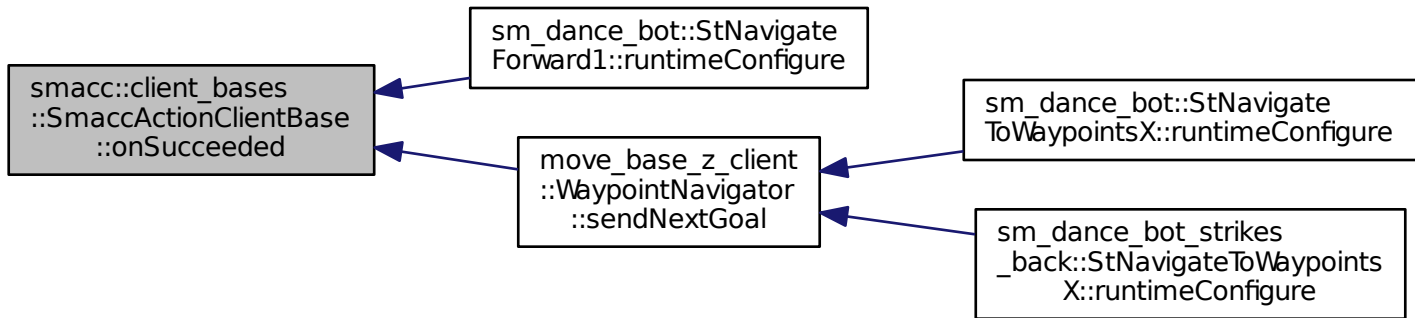 smacc::client_bases
::SmaccActionClientBase
::onSucceeded
sm_dance_bot::StNavigate
Forward1::runtimeConfigure
move_base_z_client
::WaypointNavigator
::sendNextGoal
sm_dance_bot::StNavigate
ToWaypointsX::runtimeConfigure
sm_dance_bot_strikes
_back::StNavigateToWaypoints
X::runtimeConfigure